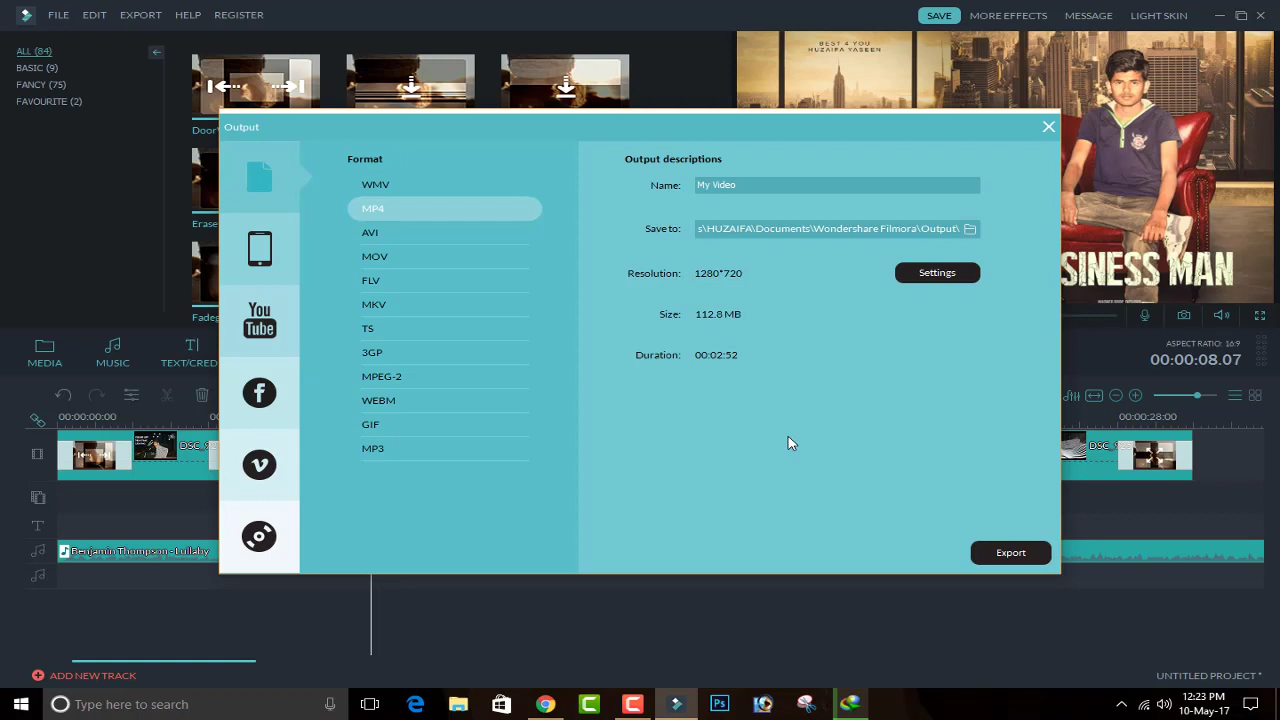 FILE EDIT EXPORT HELP REGISTER
SAVE MORE EFFECTS MESSAGE LIGHT SKIN
ALL (84)
BASIC (9)
FANCY (75)
FAVOURITE (2)
Door
Erase
Fade
BEST 4 YOU
HUZAIFA YASEEN
SINESS MAN
Output
Format
WMV
MP4
AVI
MOV
FLV
MKV
TS
3GP
MPEG-2
WEBM
GIF
MP3
Output descriptions
Name: My Video
Save to: s\HUZAIFA\Documents\Wondershare Filmora\Output\
Resolution: 1280*720 Settings
Size: 112.8 MB
Duration: 00:02:52
Export
You
Tube
MEDIA MUSIC TEXT/CRED
ASPECT RATIO: 16:9
00:00:08.07
00:00:00:00 00:00:28:00
DSC_
Benjamin Thompson - Lullaby
ADD NEW TRACK
UNTITLED PROJECT *
Type here to search
Ps
12:23 PM
10-May-17